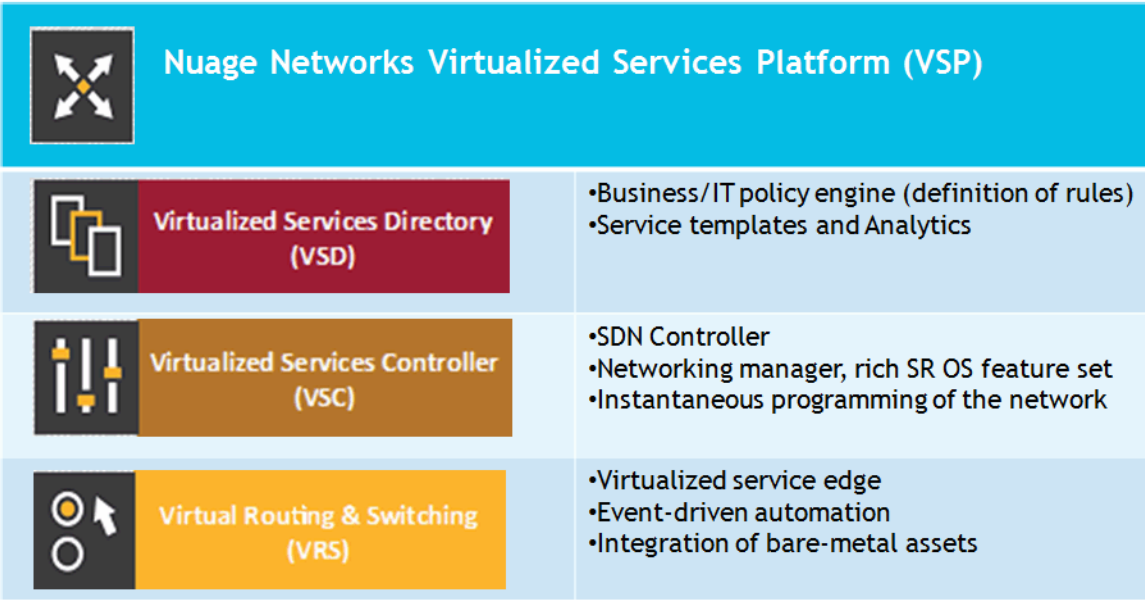 Nuage Networks Virtualized Services Platform (VSP)
Virtualized Services Directory
(VSD)
•Business/IT policy engine (definition of rules)
•Service templates and Analytics
Virtualized Services Controller
(VSC)
•SDN Controller
•Networking manager, rich SR OS feature set
•Instantaneous programming of the network
Virtual Routing & Switching
(VRS)
•Virtualized service edge
•Event-driven automation
•Integration of bare-metal assets